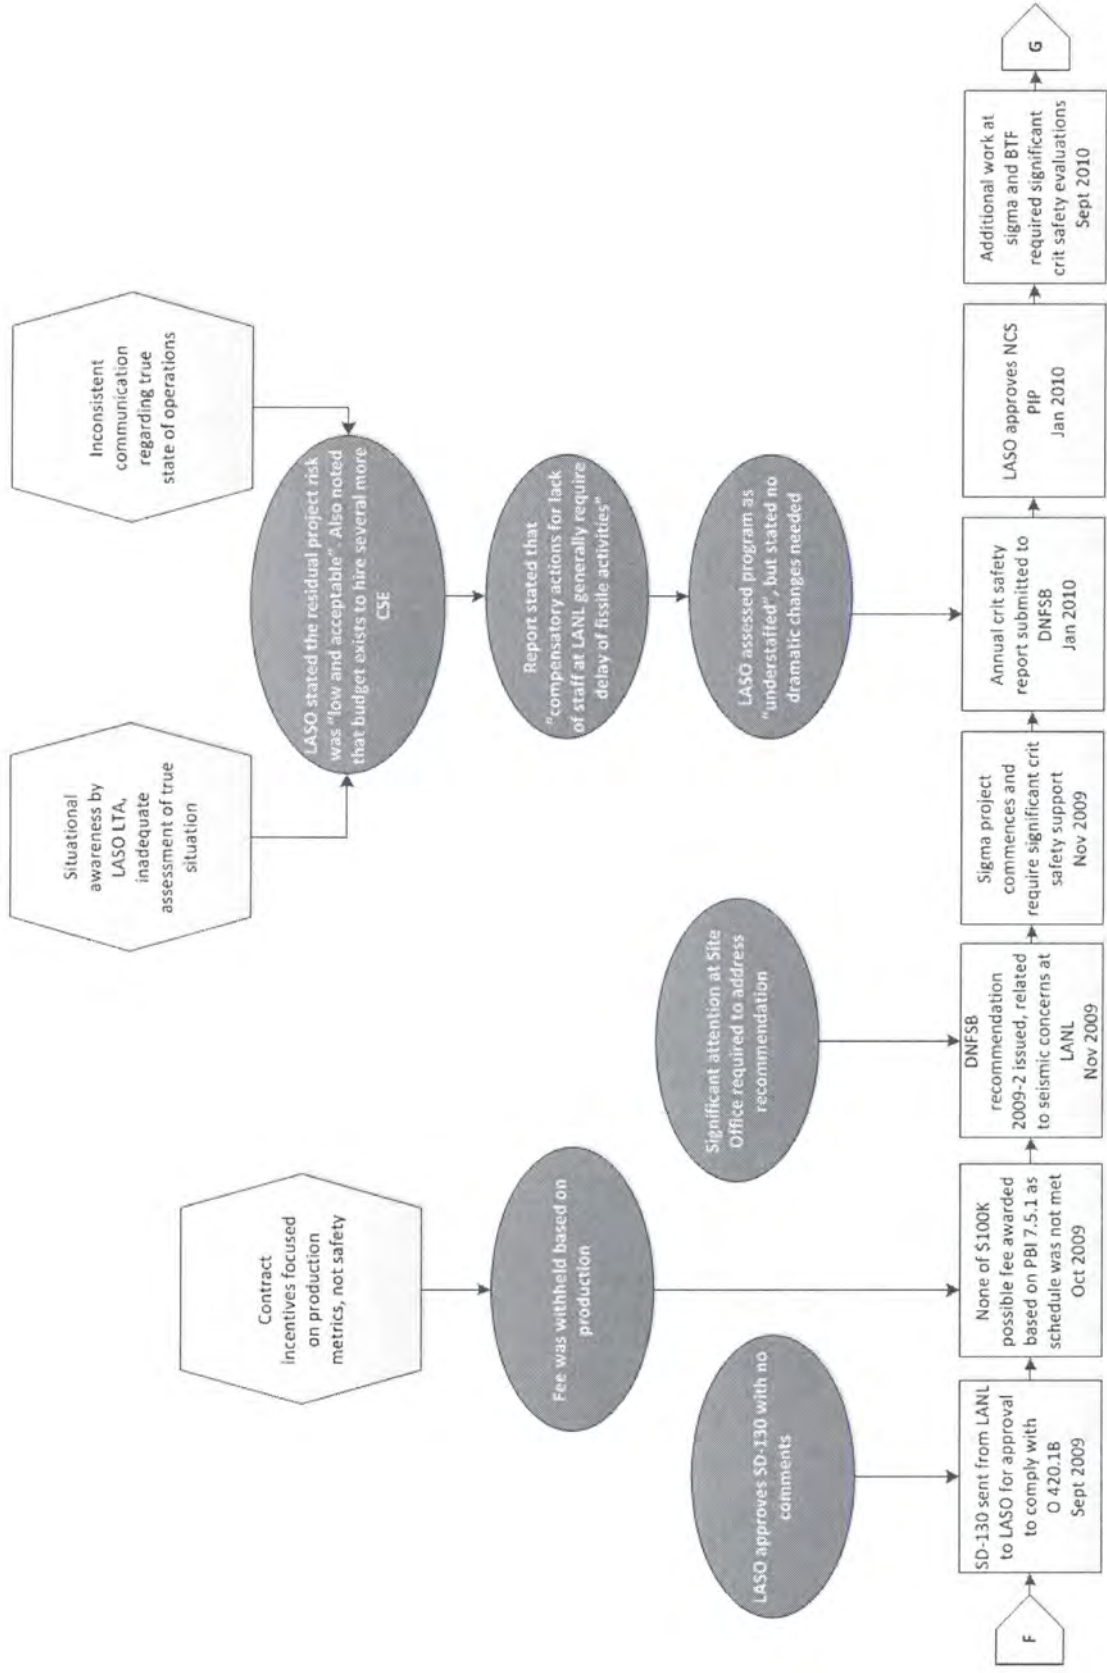 Contract
incentives focused
on production
metrics, not safety
Situational
awareness by
LASO LTA,
inadequate
assessment of true
situation
Inconsistent
communication
regarding true
state of operations
Fee was withheld based on
production
LASO stated the residual project risk
was "low and acceptable" Also noted
that budget exists to hire several more
CSE
Report stated that
"compensatory actions for lack
of staff at LANL generally require
delay of fissile activities"
LASO approves SD-130 with no
comments
Significant attention at Site
Office required to address
recommendation
LASO assessed program as
"understaffed", but stated no
dramatic changes needed
F
SD-130 sent from LANL
to LASO for approval
to comply with
O 420.1B
Sept 2009
None of $100K
possible fee awarded
based on PBI 7.5.1 as
schedule was not met
Oct 2009
DNFSB
recommendation
2009-2 issued, related
to seismic concerns at
LANL
Nov 2009
Sigma project
commences and
require significant crit
safety support
Nov 2009
Annual crit safety
report submitted to
DNFSB
Jan 2010
LASO approves NCS
PIP
Jan 2010
Additional work at
sigma and BTF
required significant
crit safety evaluations
Sept 2010
G